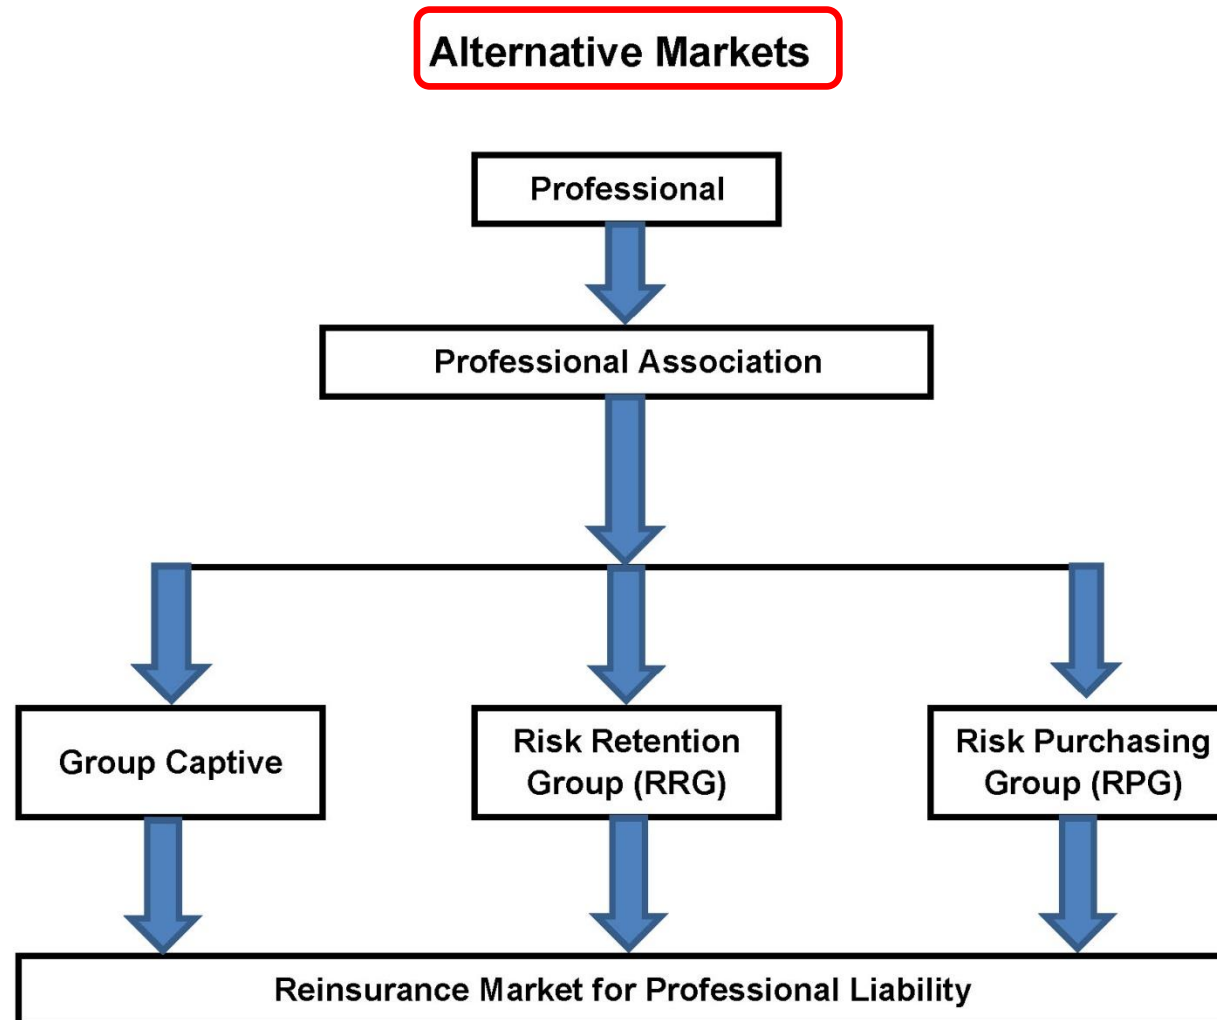 Alternative Markets
Professional
Professional Association
Group Captive
Risk Retention
Group (RRG)
Risk Purchasing
Group (RPG)
Reinsurance Market for Professional Liability